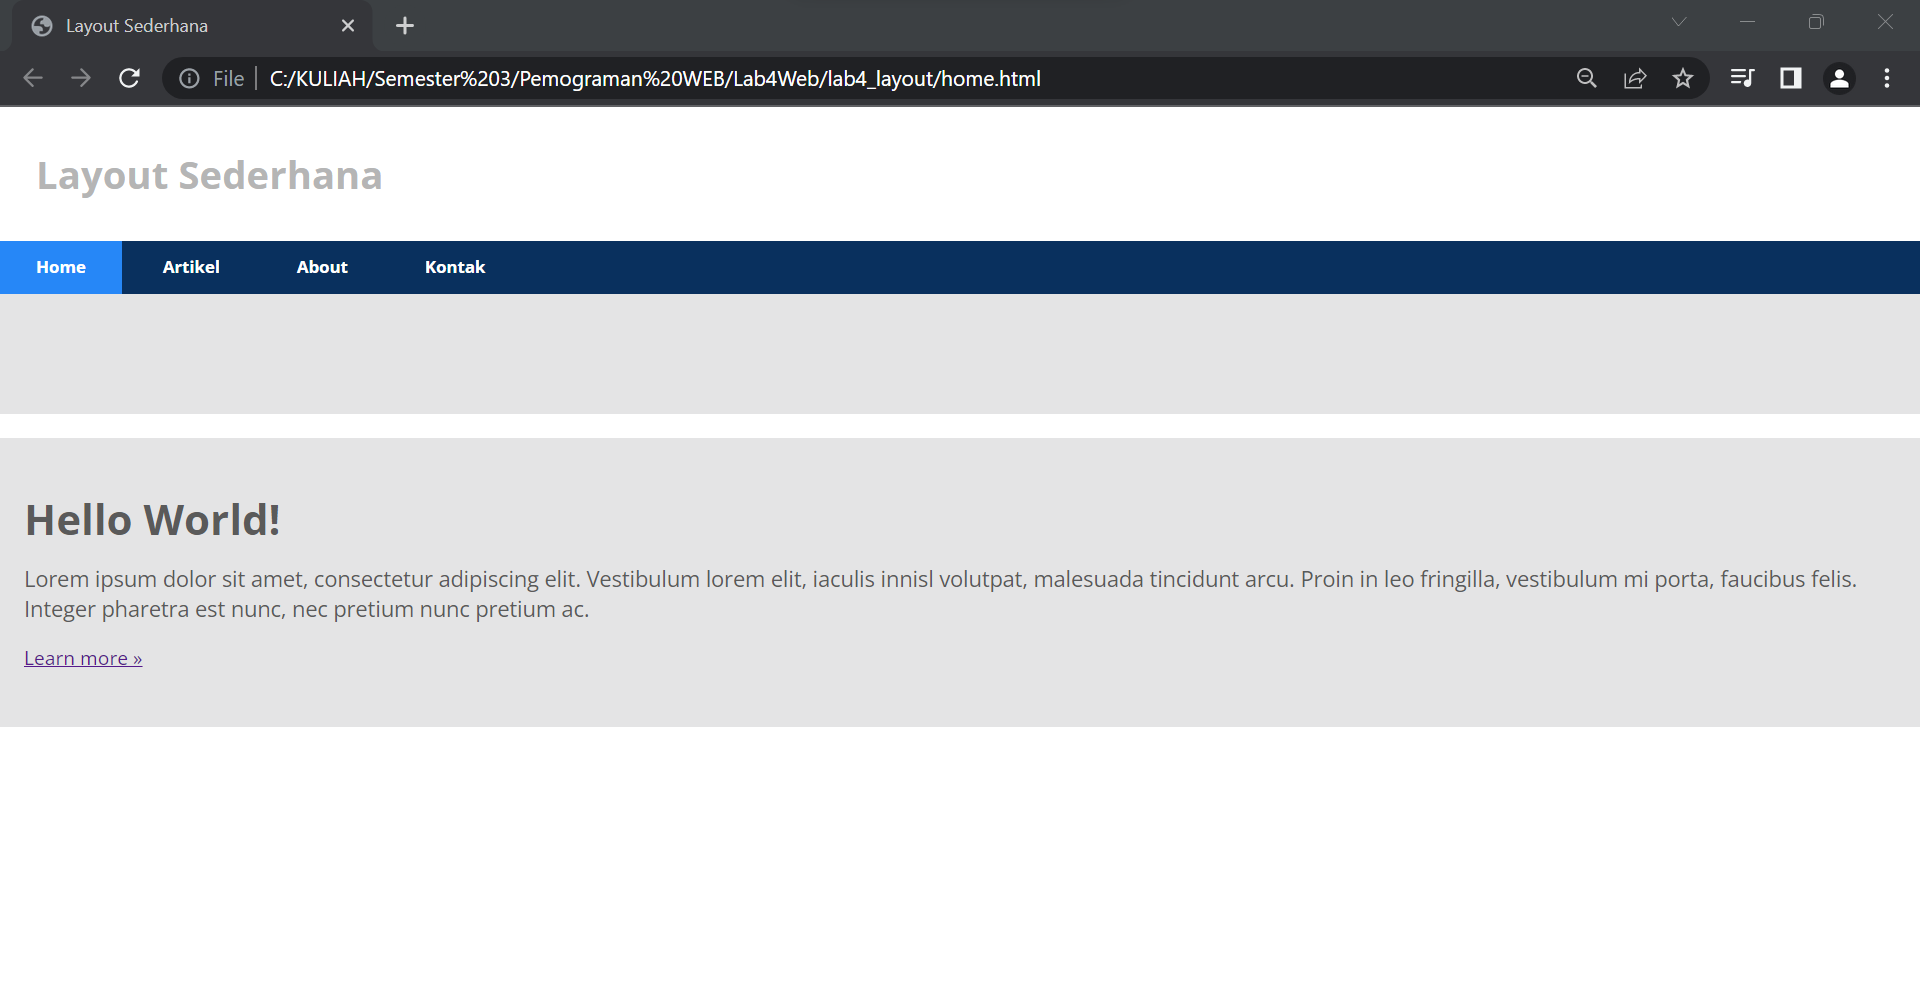 Layout Sederhana
File
C:/KULIAH/Semester%203/Pemograman%20WEB/Lab4Web/lab4_layout/home.html
Layout Sederhana
Home Artikel About Kontak
Hello World!
Lorem ipsum dolor sit amet, consectetur adipiscing elit. Vestibulum lorem elit, iaculis innisl volutpat, malesuada tincidunt arcu. Proin in leo fringilla, vestibulum mi porta, faucibus felis.
Integer pharetra est nunc, nec pretium nunc pretium ac.
Learn more »